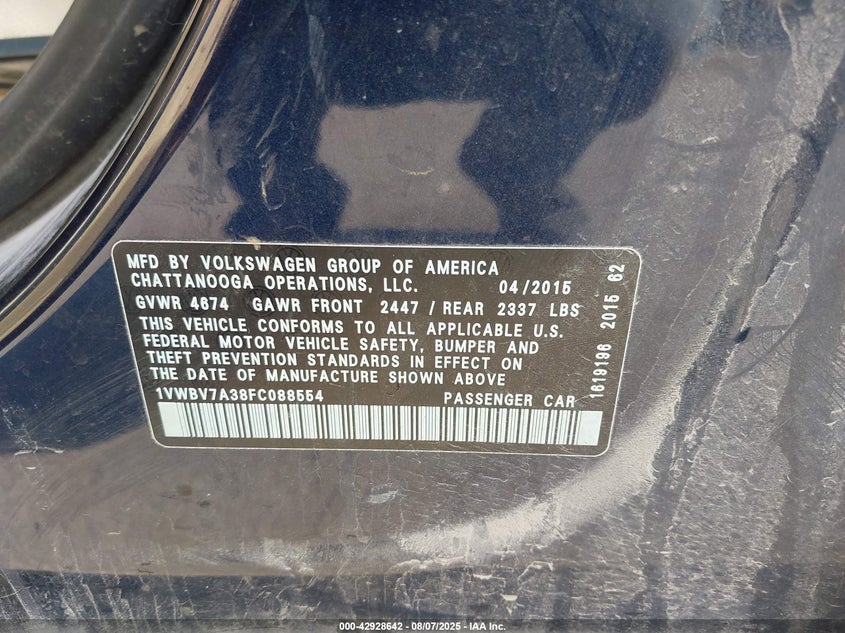 MFD BY VOLKSWAGEN GROUP OF AMERICA
CHATTANOOGA OPERATIONS, LLC. 04/2015
GVWR 4674 GAWR FRONT 2447 / REAR 2337 LBS
THIS VEHICLE CONFORMS TO ALL APPLICABLE U.S.
FEDERAL MOTOR VEHICLE SAFETY, BUMPER AND
THEFT PREVENTION STANDARDS IN EFFECT ON
THE DATE OF MANUFACTURE SHOWN ABOVE
1VWBV7A38FC088554 PASSENGER CAR
1619196 2015 62
000-42928642 - 08/07/2025 - IAA Inc.